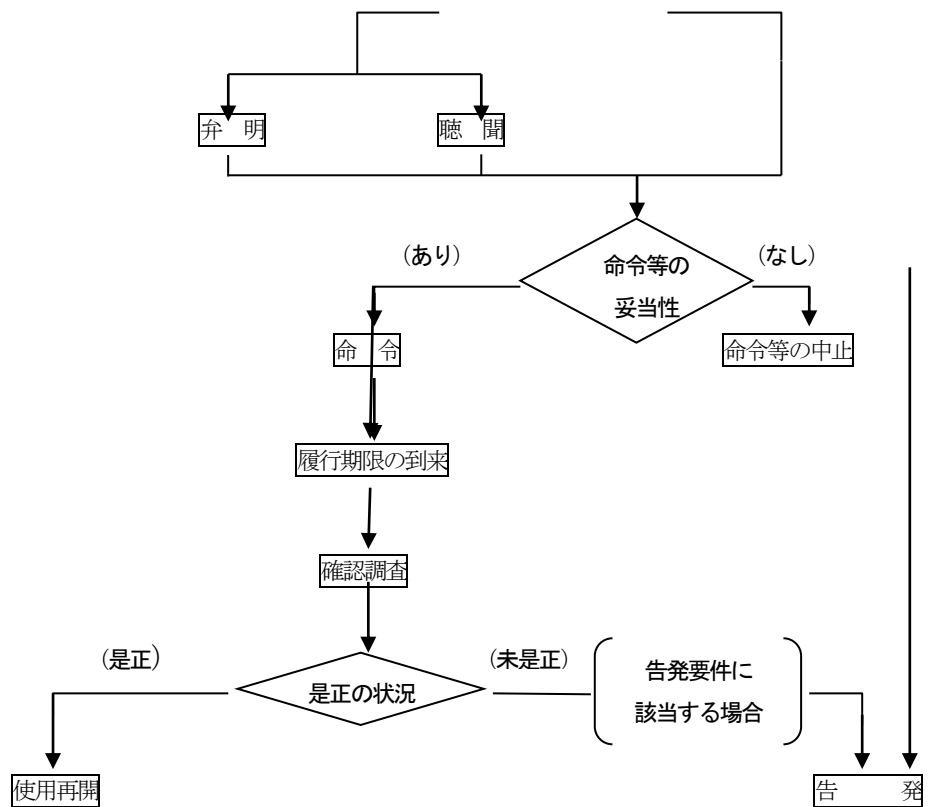 弁　明
聴　聞
（あり）
命令等の
妥当性
（なし）
命　令
命令等の中止
履行期限の到来
確認調査
（是正）
是正の状況
（未是正）
告発要件に
該当する場合
使用再開
告　　　発